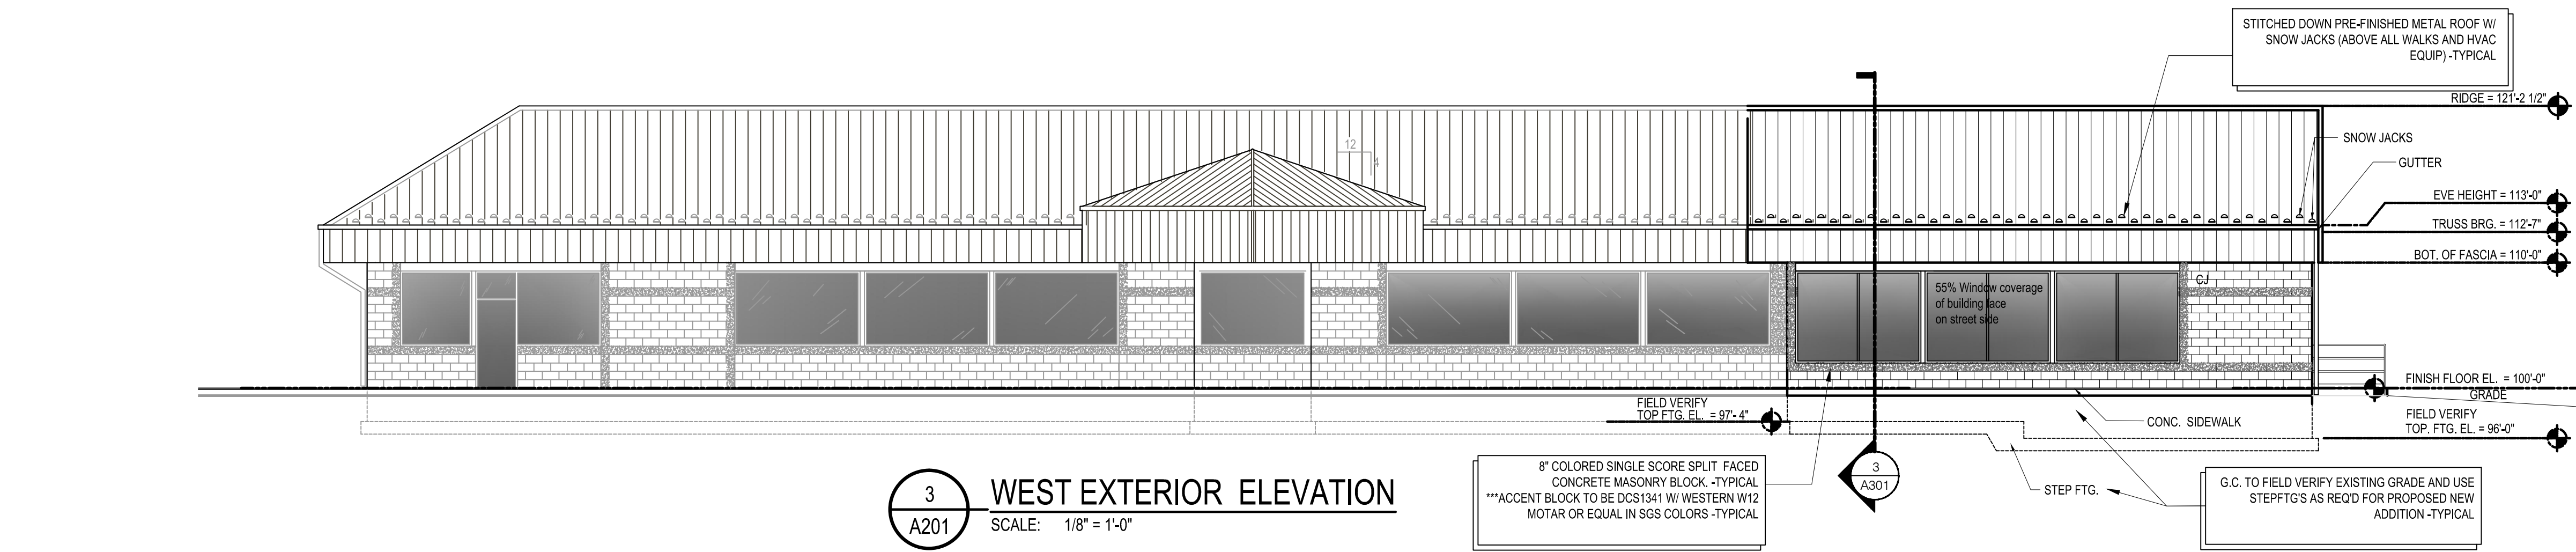 STITCHED DOWN PRE-FINISHED METAL ROOF W/
SNOW JACKS (ABOVE ALL WALKS AND HVAC
EQUIP) -TYPICAL
RIDGE = 121'-2 1/2"
SNOW JACKS
GUTTER
12
4
EVE HEIGHT = 113'-0"
TRUSS BRG. = 112'-7"
BOT. OF FASCIA = 110'-0"
CJ
55% Window coverage
of building face
on street side
FINISH FLOOR EL. = 100'-0"
GRADE
FIELD VERIFY
TOP FTG. EL. = 97'- 4"
FIELD VERIFY
TOP. FTG. EL. = 96'-0"
CONC. SIDEWALK
8" COLORED SINGLE SCORE SPLIT FACED
CONCRETE MASONRY BLOCK. -TYPICAL
***ACCENT BLOCK TO BE DCS1341 W/ WESTERN W12
MOTAR OR EQUAL IN SGS COLORS -TYPICAL
3
A301
STEP FTG.
G.C. TO FIELD VERIFY EXISTING GRADE AND USE
STEPFTG'S AS REQ'D FOR PROPOSED NEW
ADDITION -TYPICAL
3
A201
WEST EXTERIOR ELEVATION
SCALE: 1/8" = 1'-0"